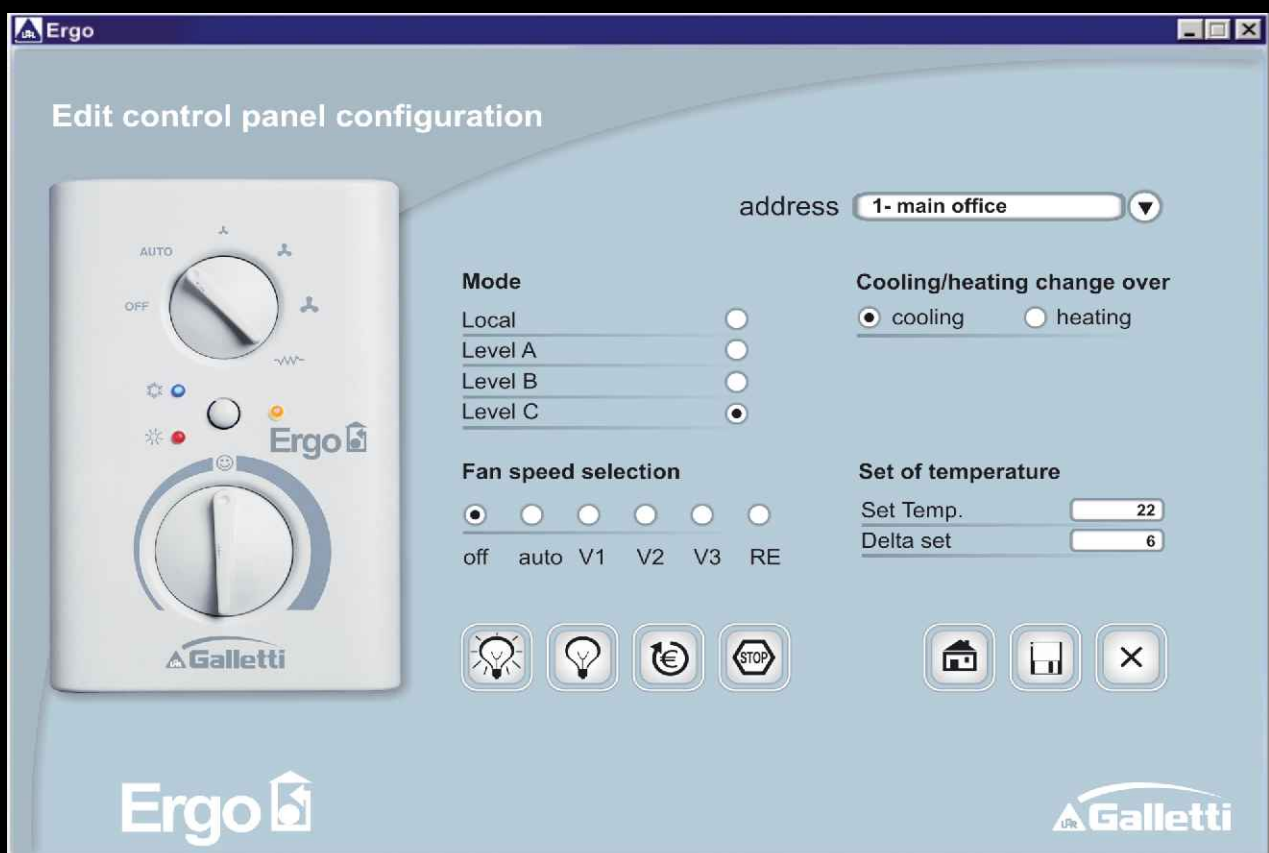 Ergo
Edit control panel configuration
address 1- main office
AUTO
OFF
Ergo
Galletti
Mode
Local
Level A
Level B
Level C
Cooling/heating change over
cooling heating
Fan speed selection
off auto V1 V2 V3 RE
Set of temperature
Set Temp. 22
Delta set 6
STOP
Ergo
Galletti